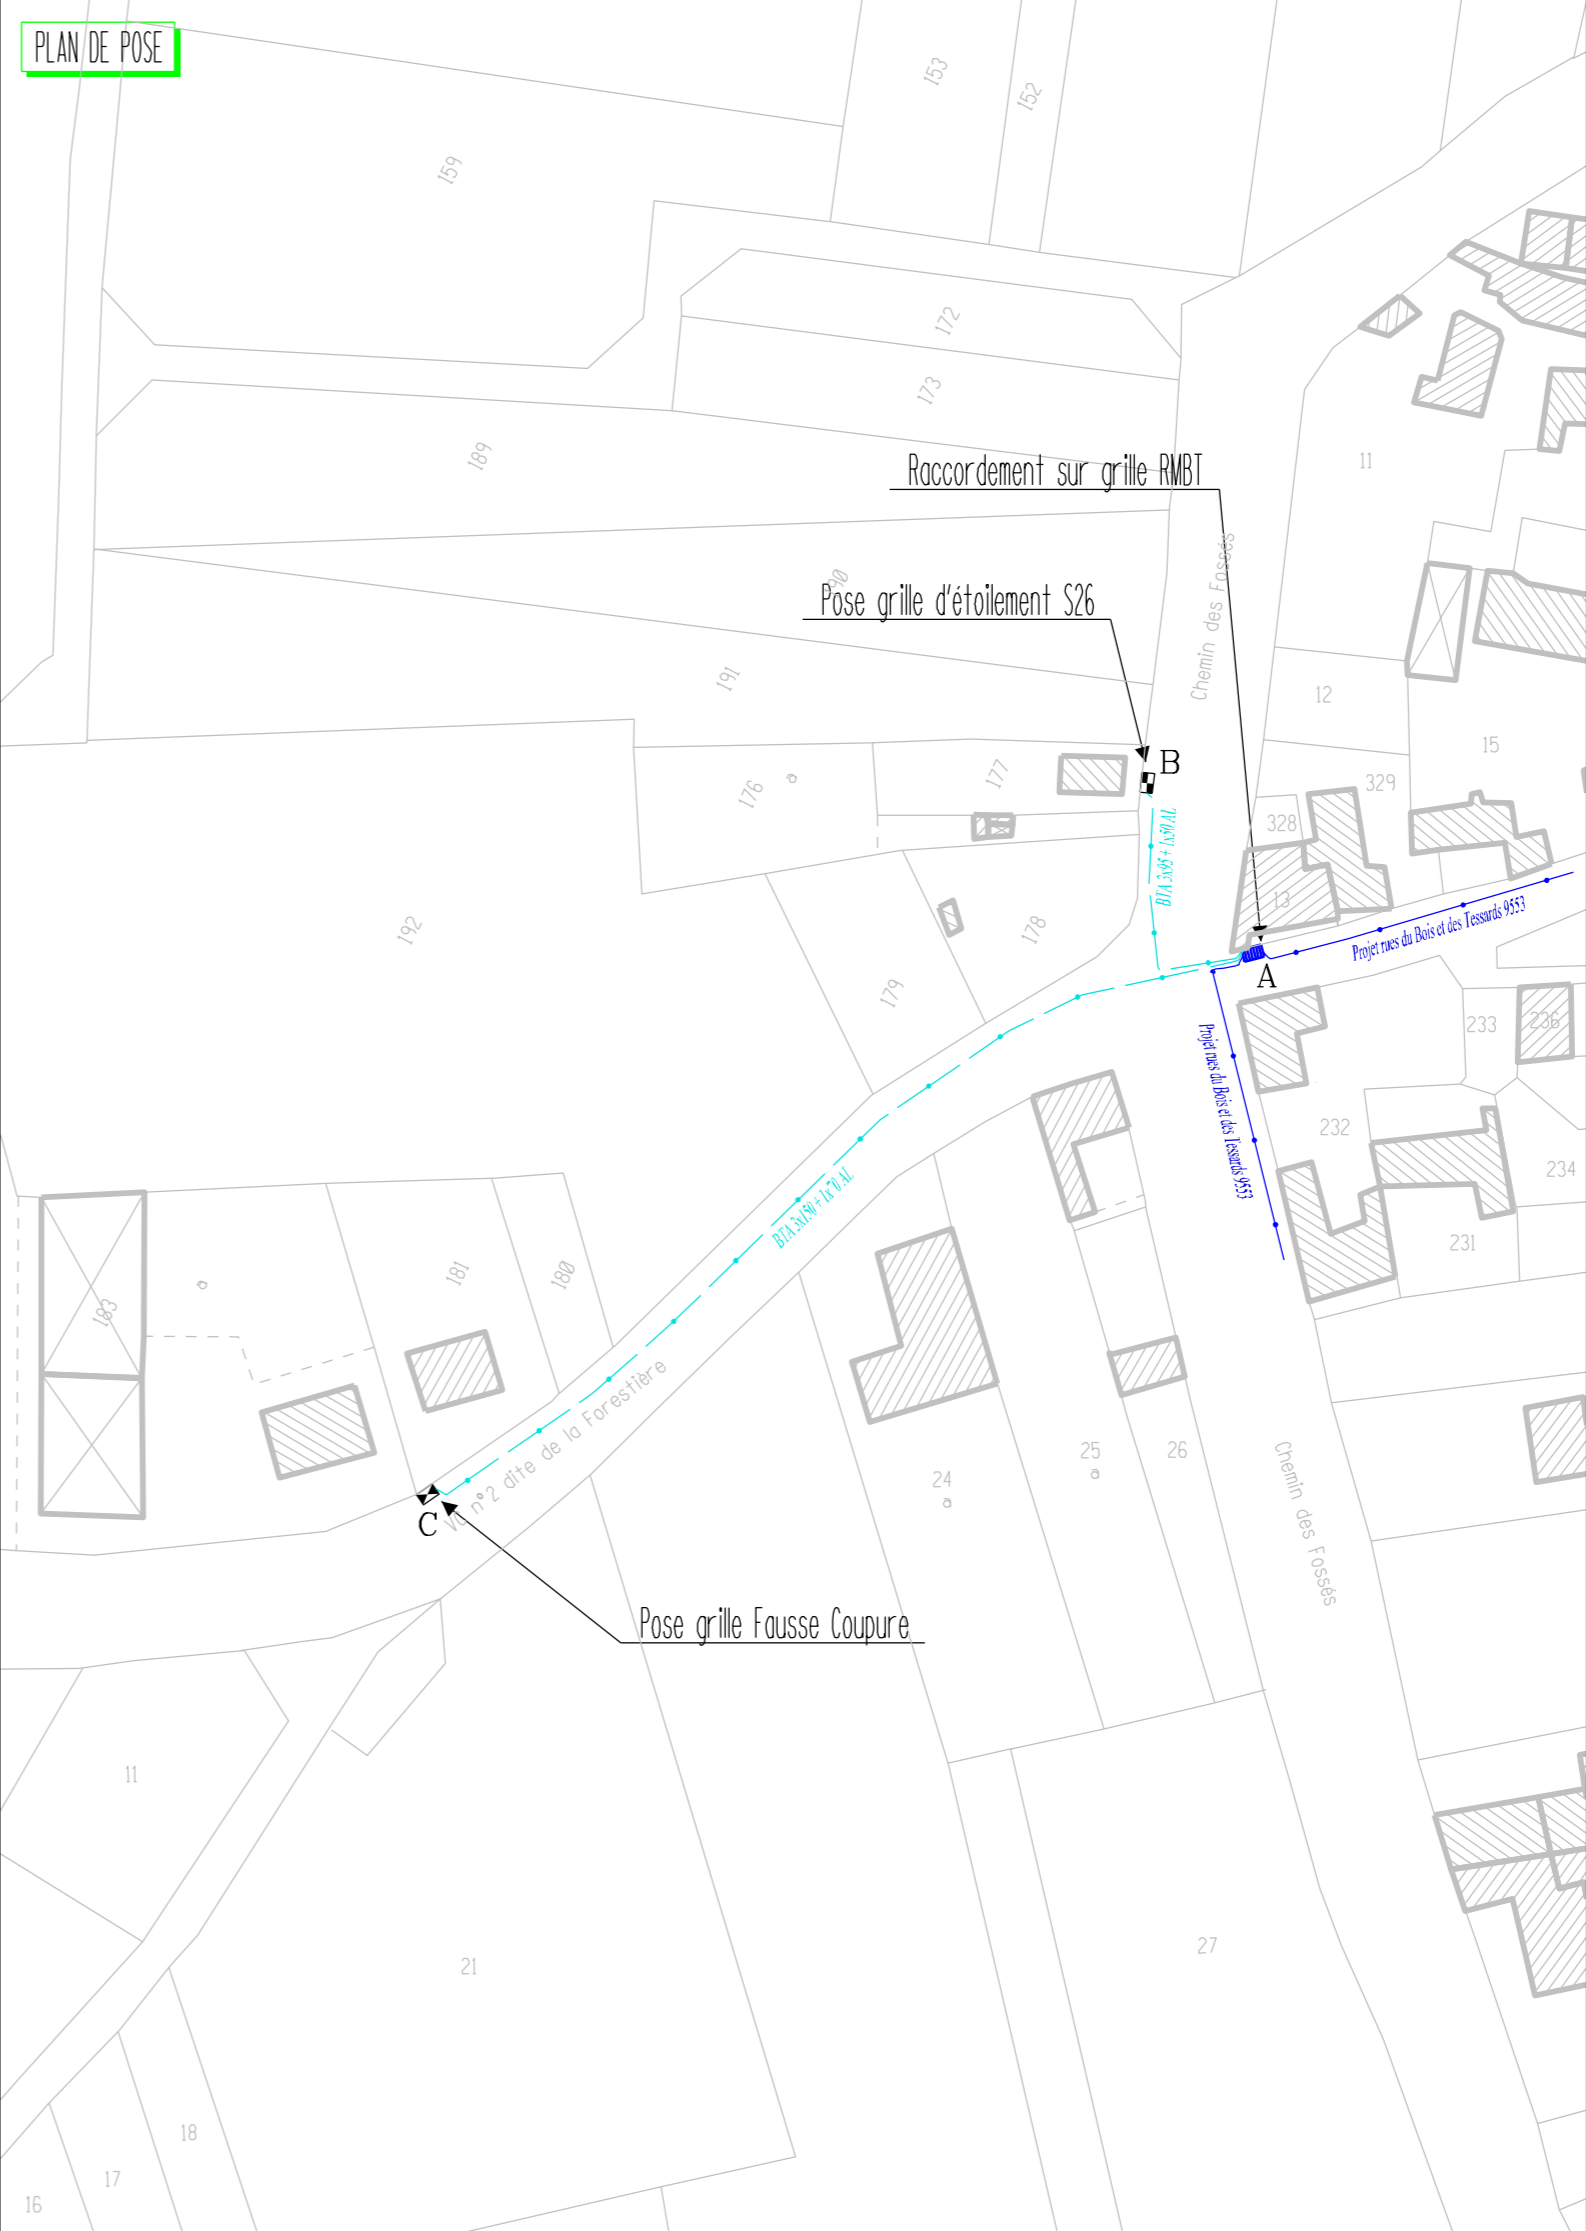 PLAN DE POSE
153
152
159
172
173
189
11
Raccordement sur grille RMBT
Chemin des Fossés
Pose grille d'étoilement S26
191
12
15
B
176
a
177
329
328
BTA 3x95 + 1x50 AL
13
192
178
Projet rues du Bois et des Tessards 9553
A
179
233
236
Projet rues du Bois et des Tessards 9553
232
234
BTA 3x150 + 1x70 AL
231
183
a
181
180
24
a
25
a
26
Chemin des Fossés
n°2 dite de la Forestière
C
Pose grille Fausse Coupure
11
27
21
18
17
16